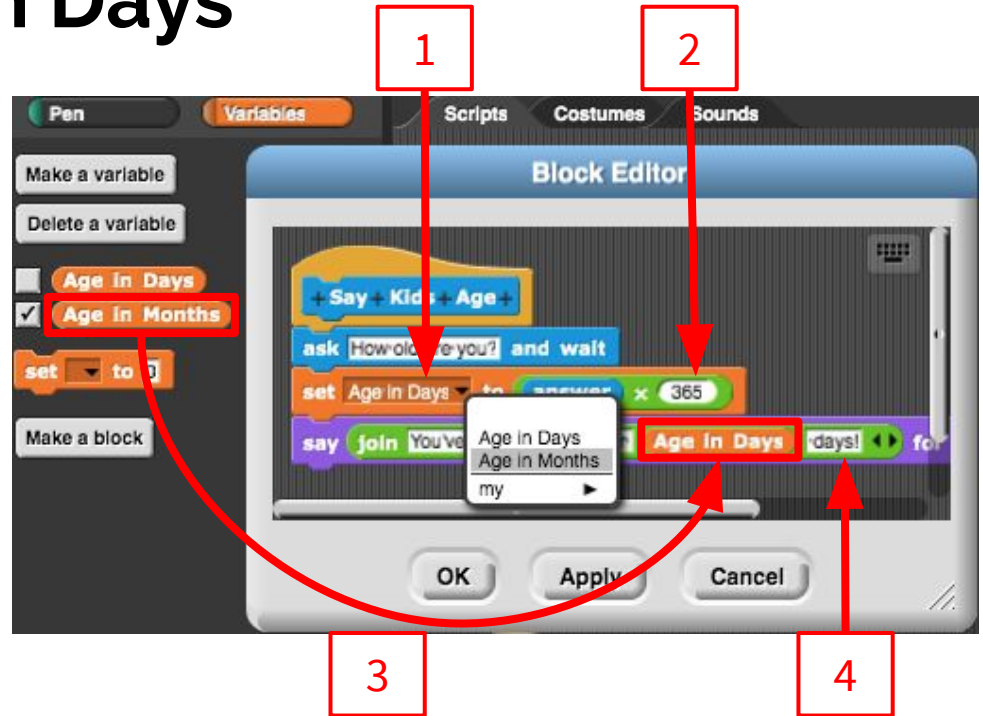 n Days
1 2
Pen Variables Scripts Costumes Sounds
Make a variable
Block Editor
Delete a variable
Age in Days
Age in Months
set to 0
Make a block
+ Say + Kids + Age +
ask How old are you? and wait
set Age in Days to answer × 365
say join You've Age in Days days! for
Age in Days
Age in Months
my
OK Apply Cancel
3 4